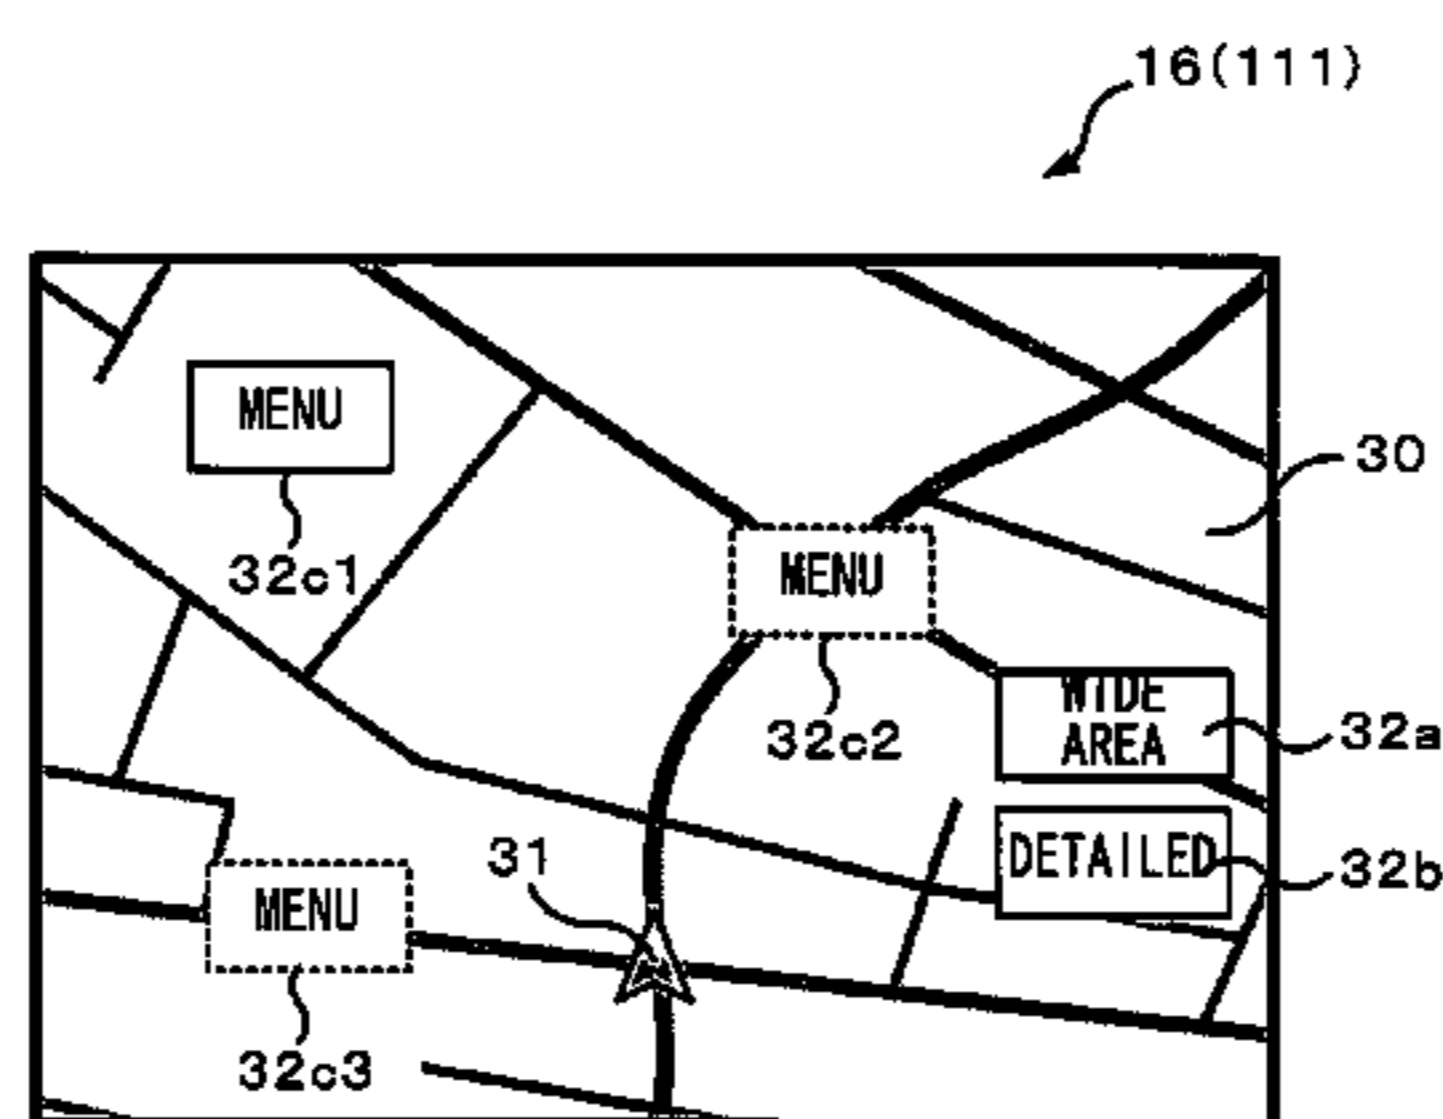 16(111)
MENU
30
32c1
MENU
WIDE
AREA
32a
32c2
31
DETAILED
32b
MENU
32c3